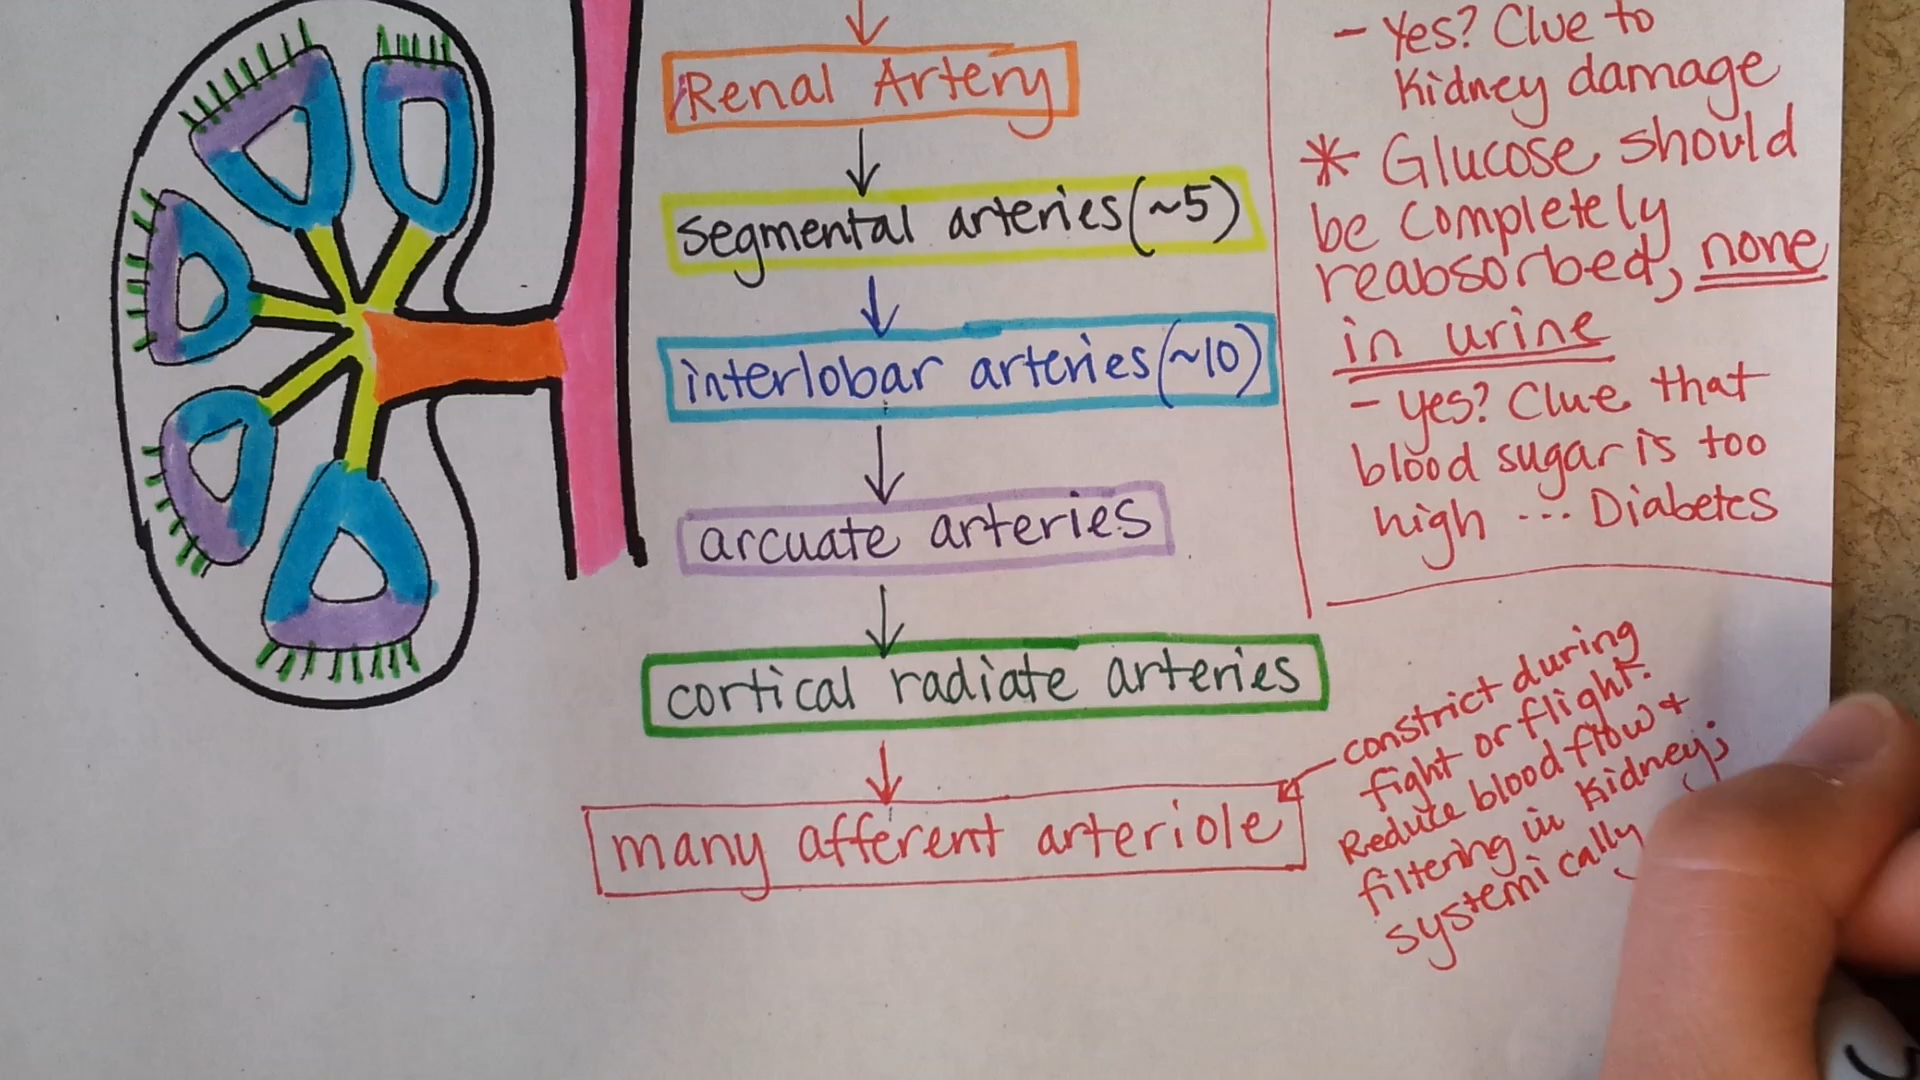 Renal Artery
segmental arteries (~5)
interlobar arteries (~10)
arcuate arteries
cortical radiate arteries
many afferent arteriole
- Yes? Clue to
Kidney damage
* Glucose should
be completely
reabsorbed, none
in urine
- yes? Clue that
blood sugar is too
high ... Diabetes
constrict during
fight or flight.
Reduce blood flow +
filtering in kidney;
systemically